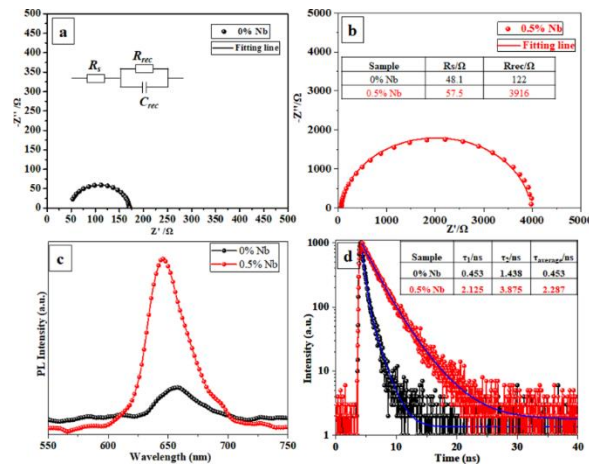 a
0% Nb
Fitting line
Rs
Rrec
Crec
-Z''/Ω
500
450
400
350
300
250
200
150
100
50
0
0 50 100 150 200 250 300 350 400 450 500
Z' /Ω
b
0.5% Nb
Fitting line
Sample Rs/Ω Rrec/Ω
0% Nb 48.1 122
0.5% Nb 57.5 3916
-Z''/Ω
5000
4000
3000
2000
1000
0
0 1000 2000 3000 4000 5000
Z'/Ω
c
0% Nb
0.5% Nb
PL Intensity (a.u.)
550 600 650 700 750
Wavelength (nm)
d
Sample τ1/ns τ2/ns τaverage/ns
0% Nb 0.453 1.438 0.453
0.5% Nb 2.125 3.875 2.287
Intensity (a.u.)
1000
100
10
1
0 10 20 30 40
Time (ns)